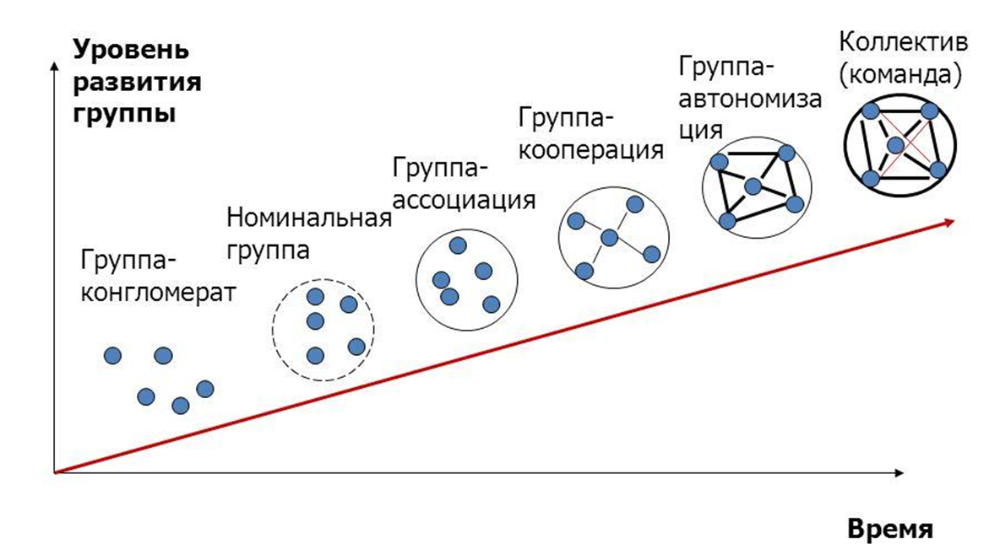 Уровень
развития
группы
Группа-
конгломерат
Номинальная
группа
Группа-
ассоциация
Группа-
кооперация
Группа-
автономиза
ция
Коллектив
(команда)
Время